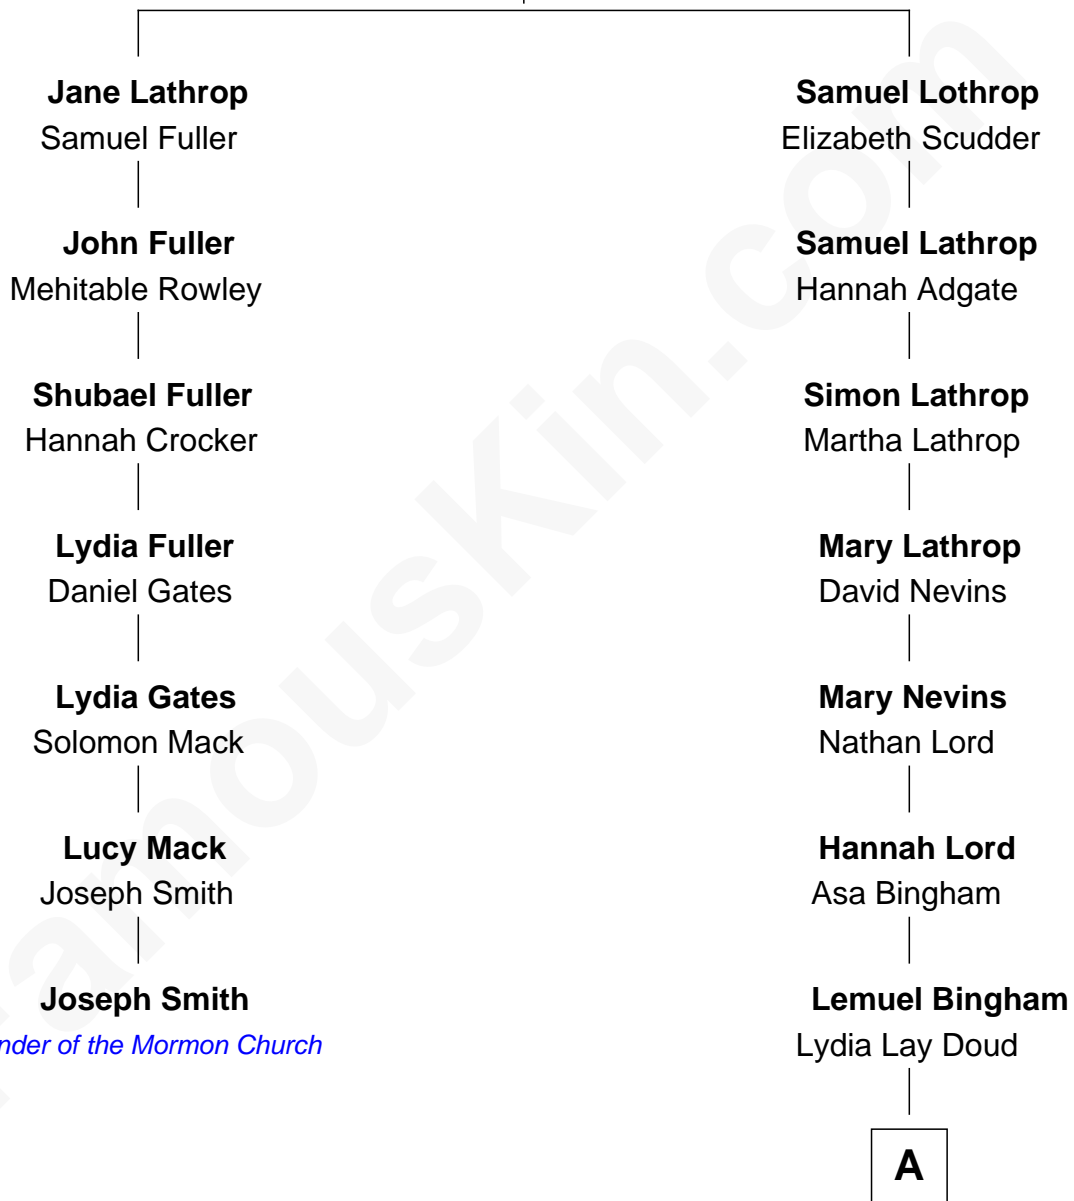 Jane Lathrop
Samuel Fuller
John Fuller
Mehitable Rowley
Shubael Fuller
Hannah Crocker
Lydia Fuller
Daniel Gates
Lydia Gates
Solomon Mack
Lucy Mack
Joseph Smith
Joseph Smith
nder of the Mormon Church
Samuel Lothrop
Elizabeth Scudder
Samuel Lathrop
Hannah Adgate
Simon Lathrop
Martha Lathrop
Mary Lathrop
David Nevins
Mary Nevins
Nathan Lord
Hannah Lord
Asa Bingham
Lemuel Bingham
Lydia Lay Doud
A
FamousKin.com